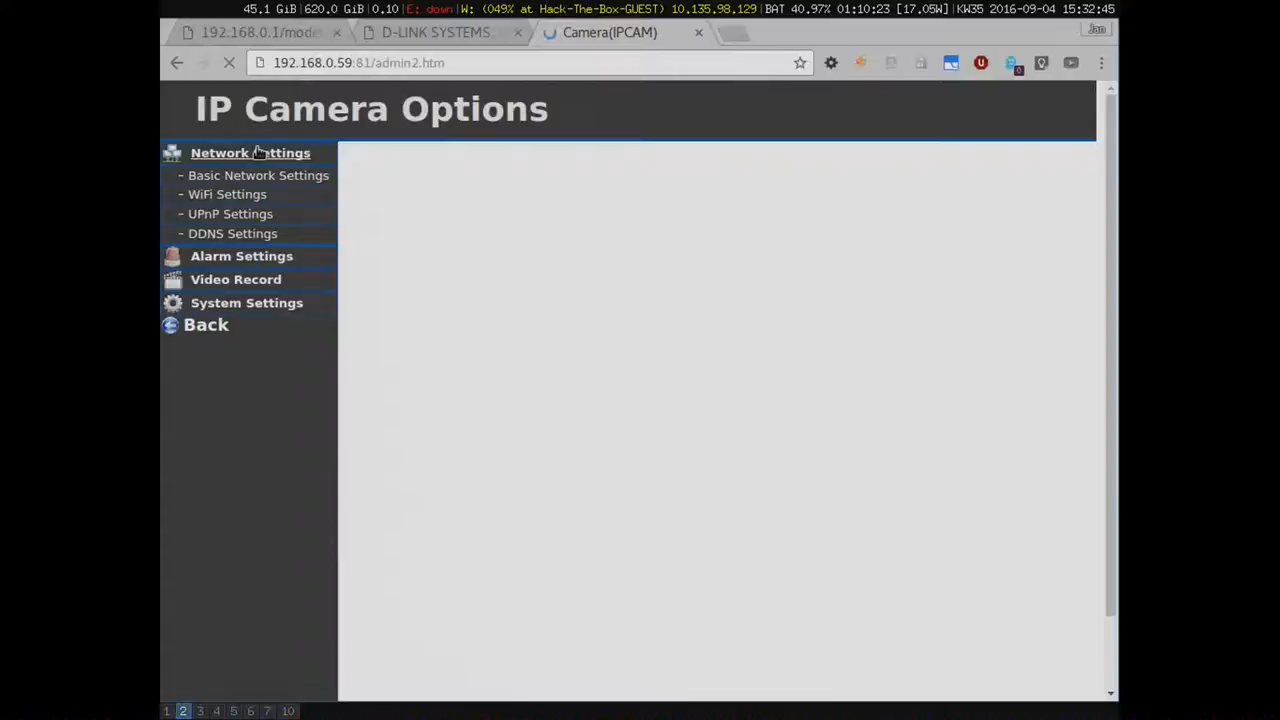 45.1 GiB|620.0 GiB|0.10|E: down|W: (049% at Hack-The-Box-GUEST) 10.135.98.129|BAT 40.97% 01:10:23 [17.05W]|KW35 2016-09-04 15:32:45
192.168.0.1/mode
D-LINK SYSTEMS
Camera(IPCAM)
Jan
192.168.0.59:81/admin2.htm
IP Camera Options
Network Settings
- Basic Network Settings
- WiFi Settings
- UPnP Settings
- DDNS Settings
Alarm Settings
Video Record
System Settings
Back
1 2 3 4 5 6 7 10